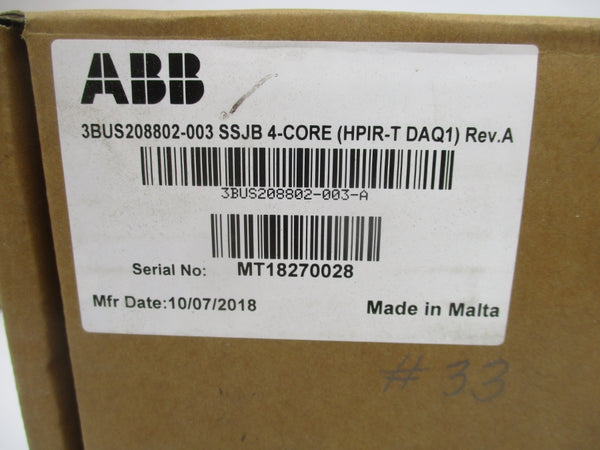 ABB
3BUS208802-003 SSJB 4-CORE (HPIR-T DAQ1) Rev.A
3BUS208802-003-A
Serial No: MT18270028
Mfr Date:10/07/2018 Made in Malta
#33